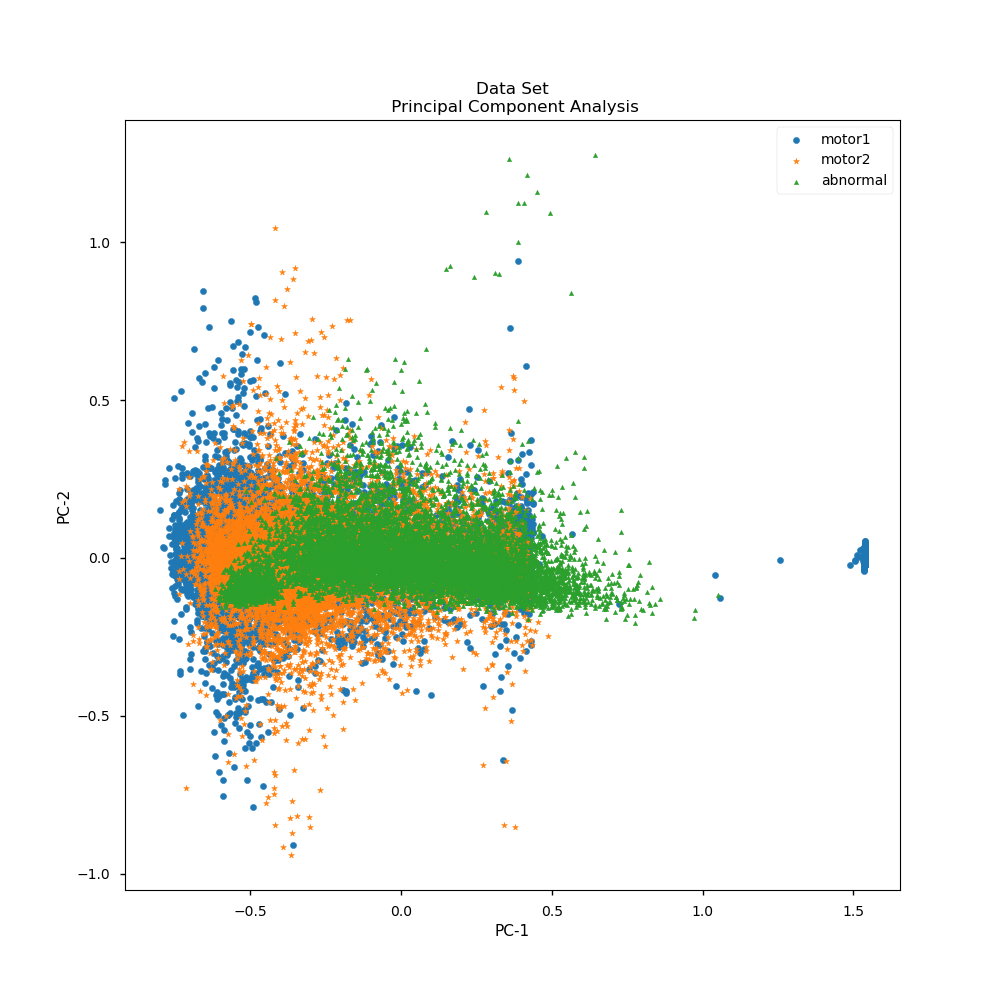 Data Set
Principal Component Analysis
motor1
motor2
abnormal
PC-2
1.0
0.5
0.0
−0.5
−1.0
−0.5
0.0
0.5
1.0
1.5
PC-1